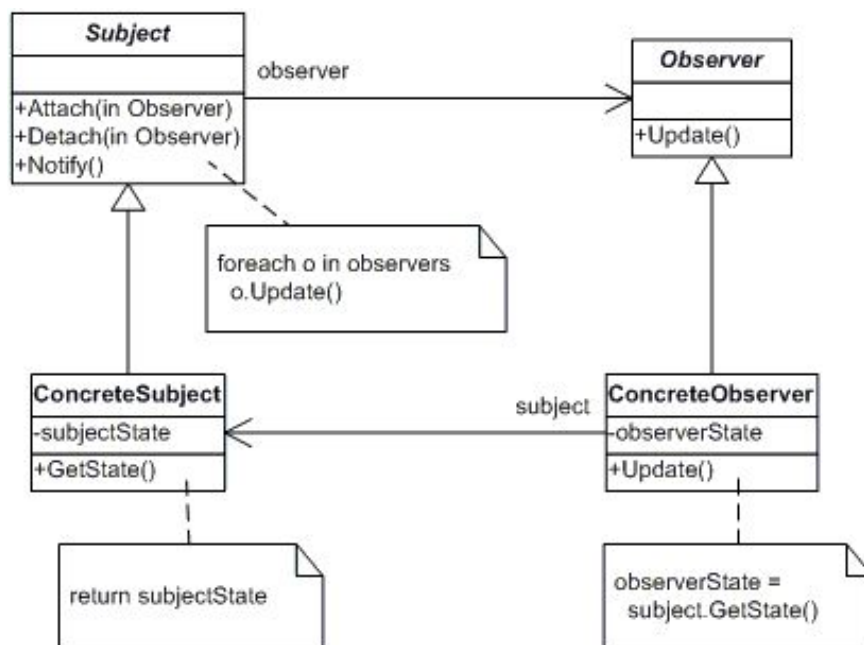 Subject
+Attach(in Observer)
+Detach(in Observer)
+Notify()
observer
Observer
+Update()
foreach o in observers
o.Update()
ConcreteSubject
-subjectState
+GetState()
subject
ConcreteObserver
-observerState
+Update()
return subjectState
observerState =
subject.GetState()